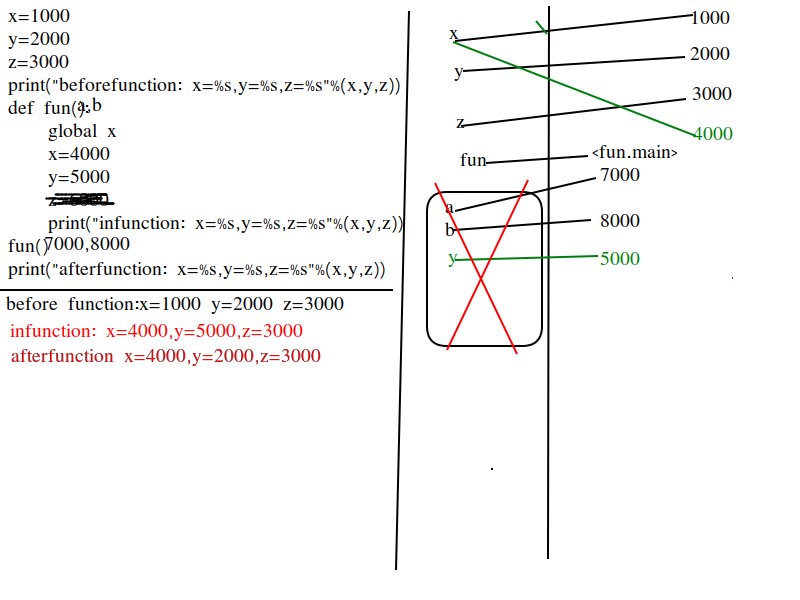 x=1000
y=2000
z=3000
print("beforefunction: x=%s,y=%s,z=%s"%(x,y,z))
def fun(a,b):
global x
x=4000
y=5000
print("infunction: x=%s,y=%s,z=%s"%(x,y,z))
fun(7000,8000)
print("afterfunction: x=%s,y=%s,z=%s"%(x,y,z))
before function:x=1000 y=2000 z=3000
infunction: x=4000,y=5000,z=3000
afterfunction x=4000,y=2000,z=3000
x 1000
y 2000
z 3000
4000
fun <fun.main>
a 7000
b 8000
y 5000